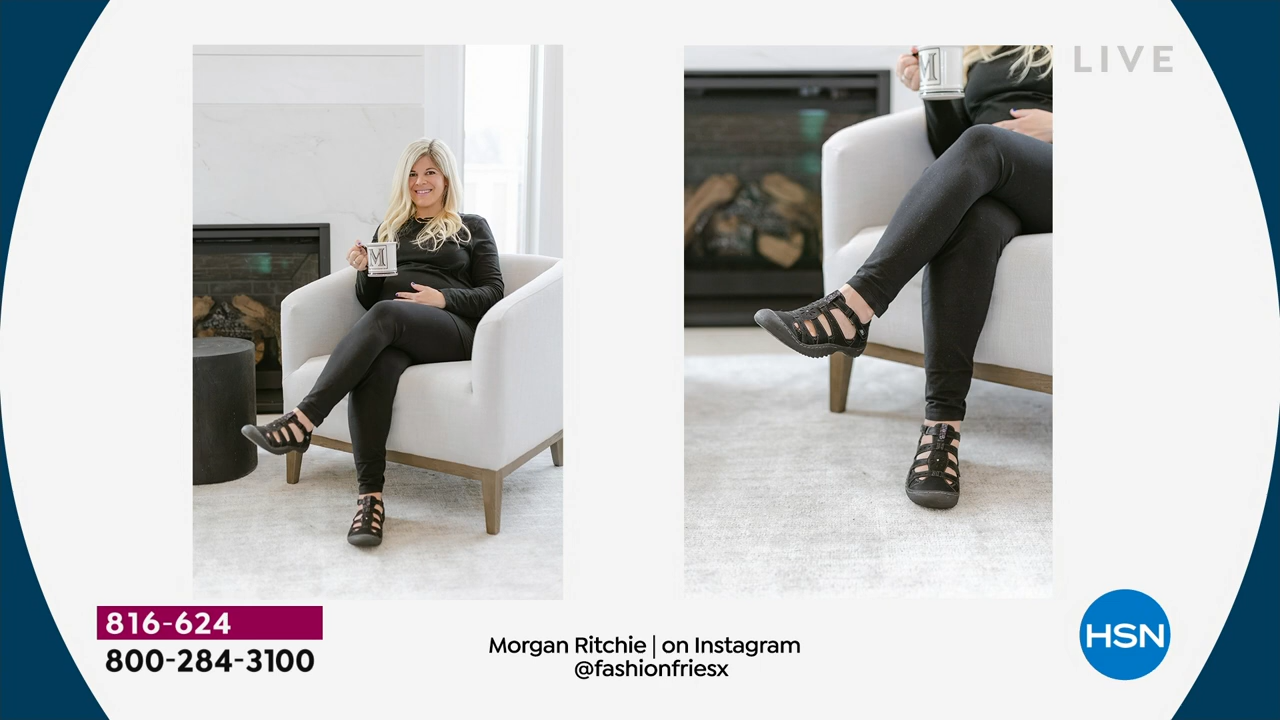 LIVE
M
M
816-624
800-284-3100
Morgan Ritchie | on Instagram
@fashionfriesx
HSN